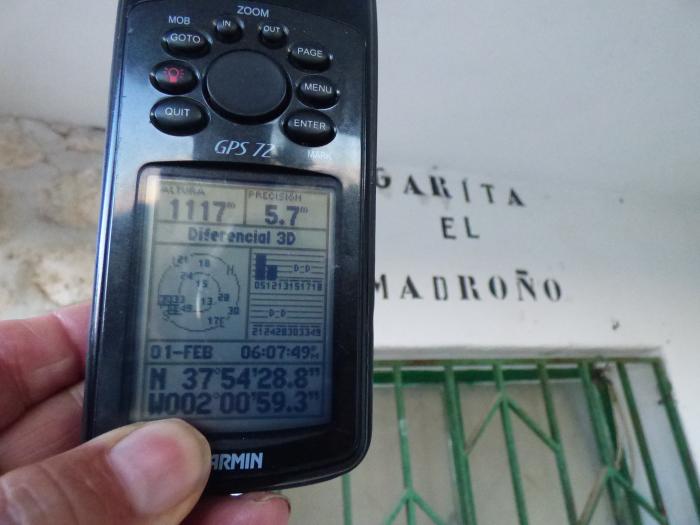 ZOOM
MOB
IN
OUT
GOTO
PAGE
MENU
QUIT
ENTER
GPS 72
MARK
ALTURA
PRECISIÓN
1117m
5.7m
Diferencial 3D
01-FEB 06:07:49
N 37°54'28.8"
W002°00'59.3"
ARMIN
GARITA
EL
MADROÑO